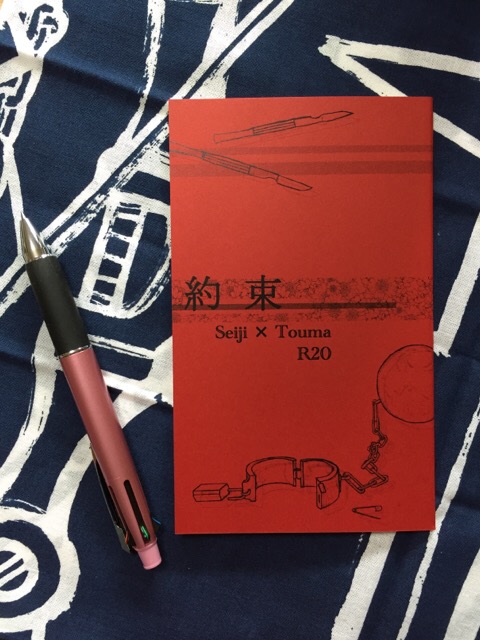 約束
Seiji × Touma
R20